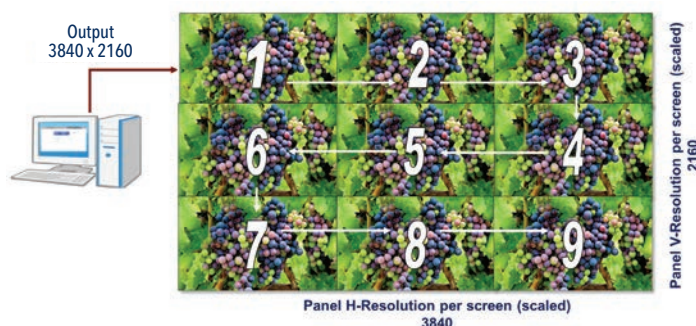 Output
3840 x 2160
1 2 3
6 5 4
7 8 9
Panel V-Resolution per screen (scaled)
2160
Panel H-Resolution per screen (scaled)
3840